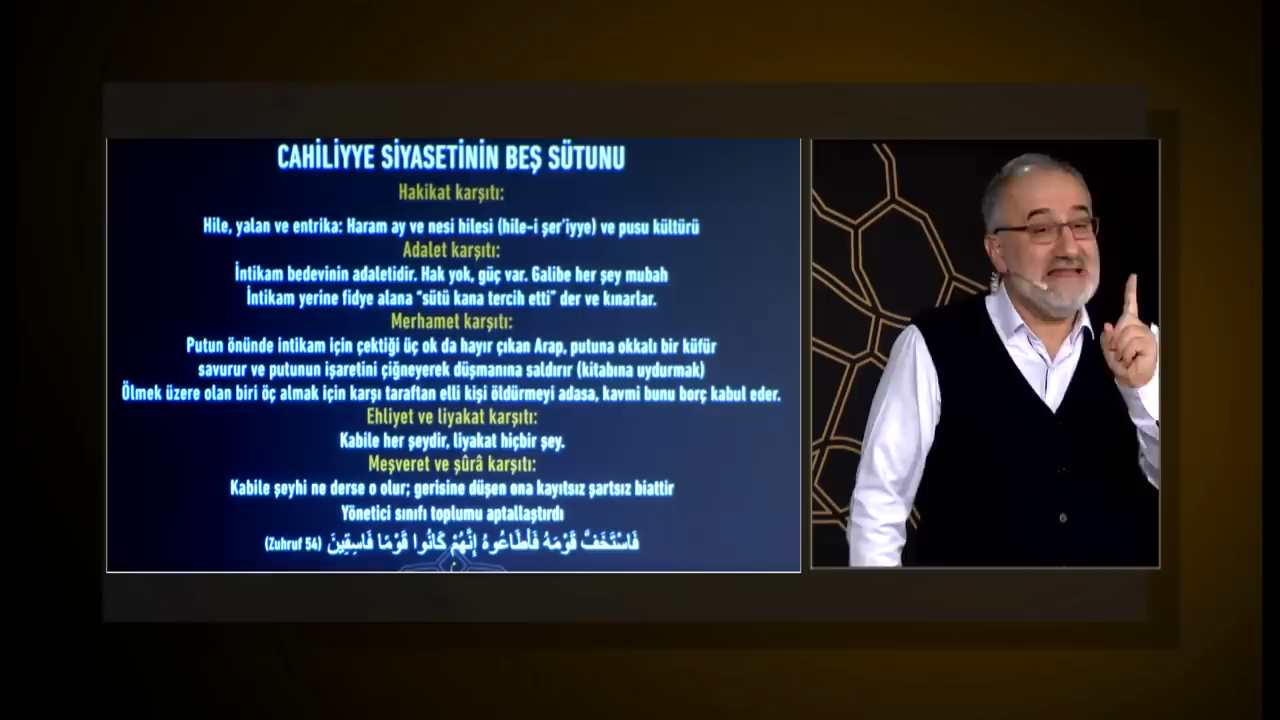 CAHİLİYYE SİYASETİNİN BEŞ SÜTUNU
Hakikat karşıtı:
Hile, yalan ve entrika: Haram ay ve nesi hilesi (hile-i şer'iyye) ve pusu kültürü
Adalet karşıtı:
İntikam bedevinin adaletidir. Hak yok, güç var. Galibe her şey mubah
İntikam yerine fidye alana "sütü kana tercih etti" der ve kınarlar.
Merhamet karşıtı:
Putun önünde intikam için çektiği üç ok da hayır çıkan Arap, putuna okkalı bir küfür
savurur ve putunun işaretini çiğneyerek düşmanına saldırır (kitabına uydurmak)
Ölmek üzere olan biri öç almak için karşı taraftan elli kişi öldürmeyi adasa, kavmi bunu borç kabul eder.
Ehliyet ve liyakat karşıtı:
Kabile her şeydir, liyakat hiçbir şey.
Meşveret ve şûrâ karşıtı:
Kabile şeyhi ne derse o olur; gerisine düşen ona kayıtsız şartsız biattir
Yönetici sınıfı toplumu aptallaştırdı
فَاسْتَخَفَّ قَوْمَهُ فَأَطَاعُوهُ إِنَّهُمْ كَانُوا قَوْمًا فَاسِقِينَ (Zuhruf 54)